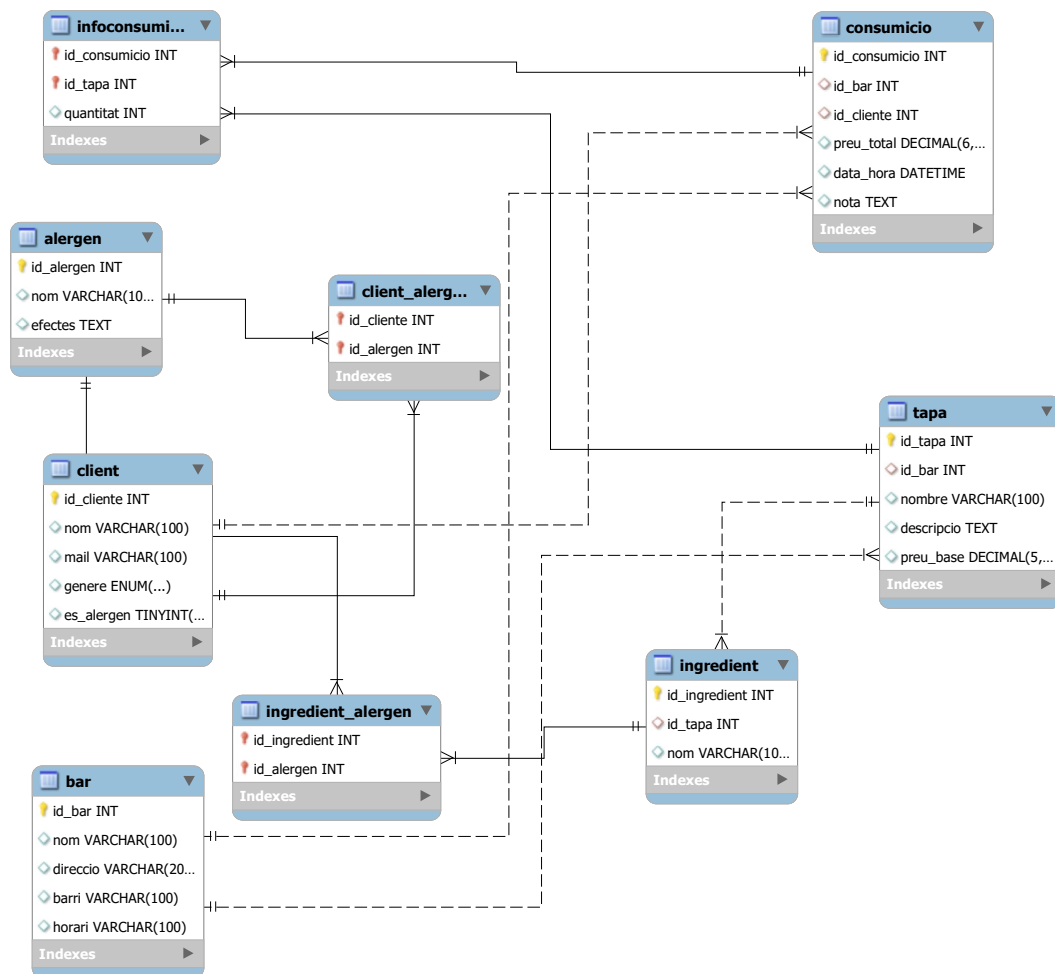 infoconsumi...
id_consumicio INT
id_tapa INT
quantitat INT
Indexes
consumicio
id_consumicio INT
id_bar INT
id_cliente INT
preu_total DECIMAL(6,...
data_hora DATETIME
nota TEXT
Indexes
alergen
id_alergen INT
nom VARCHAR(10...
efectes TEXT
Indexes
client_alerg...
id_cliente INT
id_alergen INT
Indexes
tapa
id_tapa INT
id_bar INT
nombre VARCHAR(100)
descripcio TEXT
preu_base DECIMAL(5,...
Indexes
client
id_cliente INT
nom VARCHAR(100)
mail VARCHAR(100)
genere ENUM(...)
es_alergen TINYINT(...
Indexes
ingredient
id_ingredient INT
id_tapa INT
nom VARCHAR(10...
Indexes
ingredient_alergen
id_ingredient INT
id_alergen INT
Indexes
bar
id_bar INT
nom VARCHAR(100)
direccio VARCHAR(20...
barri VARCHAR(100)
horari VARCHAR(100)
Indexes